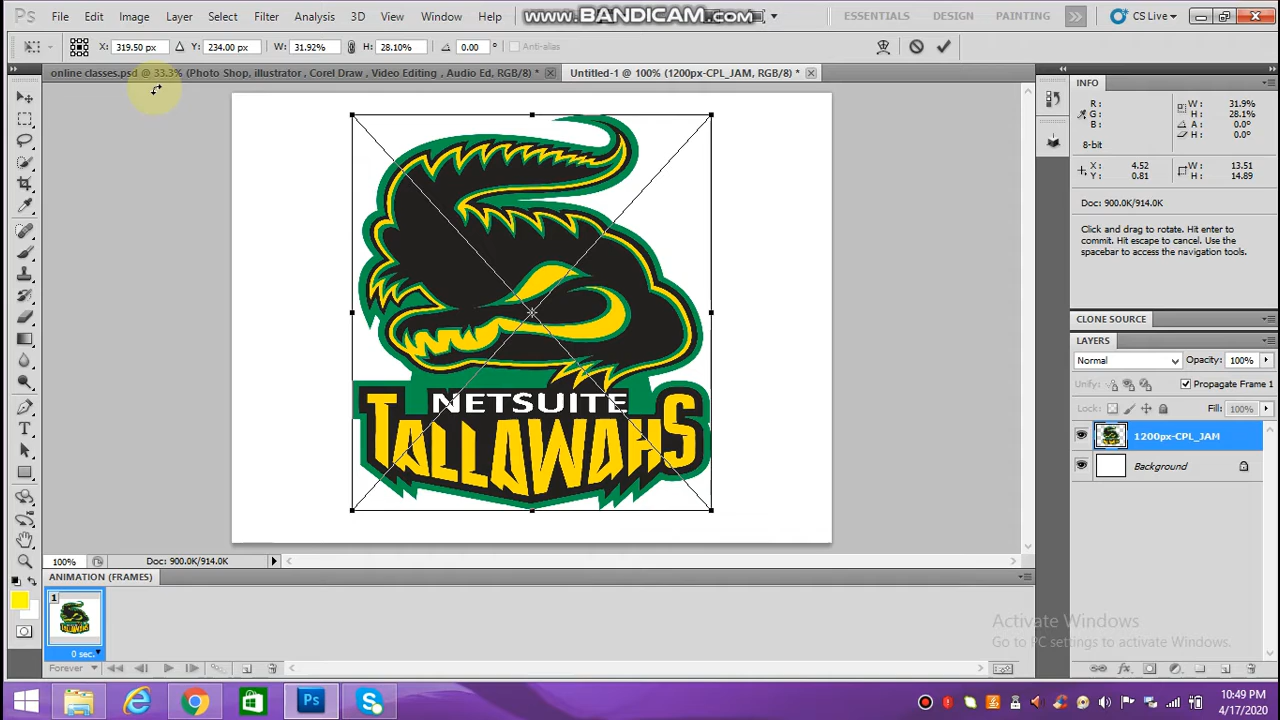 Ps File Edit Image Layer Select Filter Analysis 3D View Window Help WWW.BANDICAM.COM ESSENTIALS DESIGN PAINTING CS Live
X: 319.50 px Y: 234.00 px W: 31.92% H: 28.10% 0.00 ° Anti-alias
online classes.psd @ 33.3% (Photo Shop, illustrator , Corel Draw , Video Editing , Audio Ed, RGB/8) * Untitled-1 @ 100% (1200px-CPL_JAM, RGB/8) *
INFO
R: W: 31.9%
G: H: 28.1%
B: 0.0°
H: 0.0°
8-bit
X: 4.52 W: 13.51
Y: 0.81 H: 14.89
Doc: 900.0K/914.0K
Click and drag to rotate. Hit enter to
commit. Hit escape to cancel. Use the
spacebar to access the navigation tools.
CLONE SOURCE
LAYERS
Normal Opacity: 100%
Unify: Propagate Frame 1
Lock: Fill: 100%
1200px-CPL_JAM
Background
NETSUITE
TALLAWAHS
100% Doc: 900.0K/914.0K
ANIMATION (FRAMES)
1
0 sec.
Forever
Activate Windows
Go to PC settings to activate Windows.
Ps
10:49 PM
4/17/2020